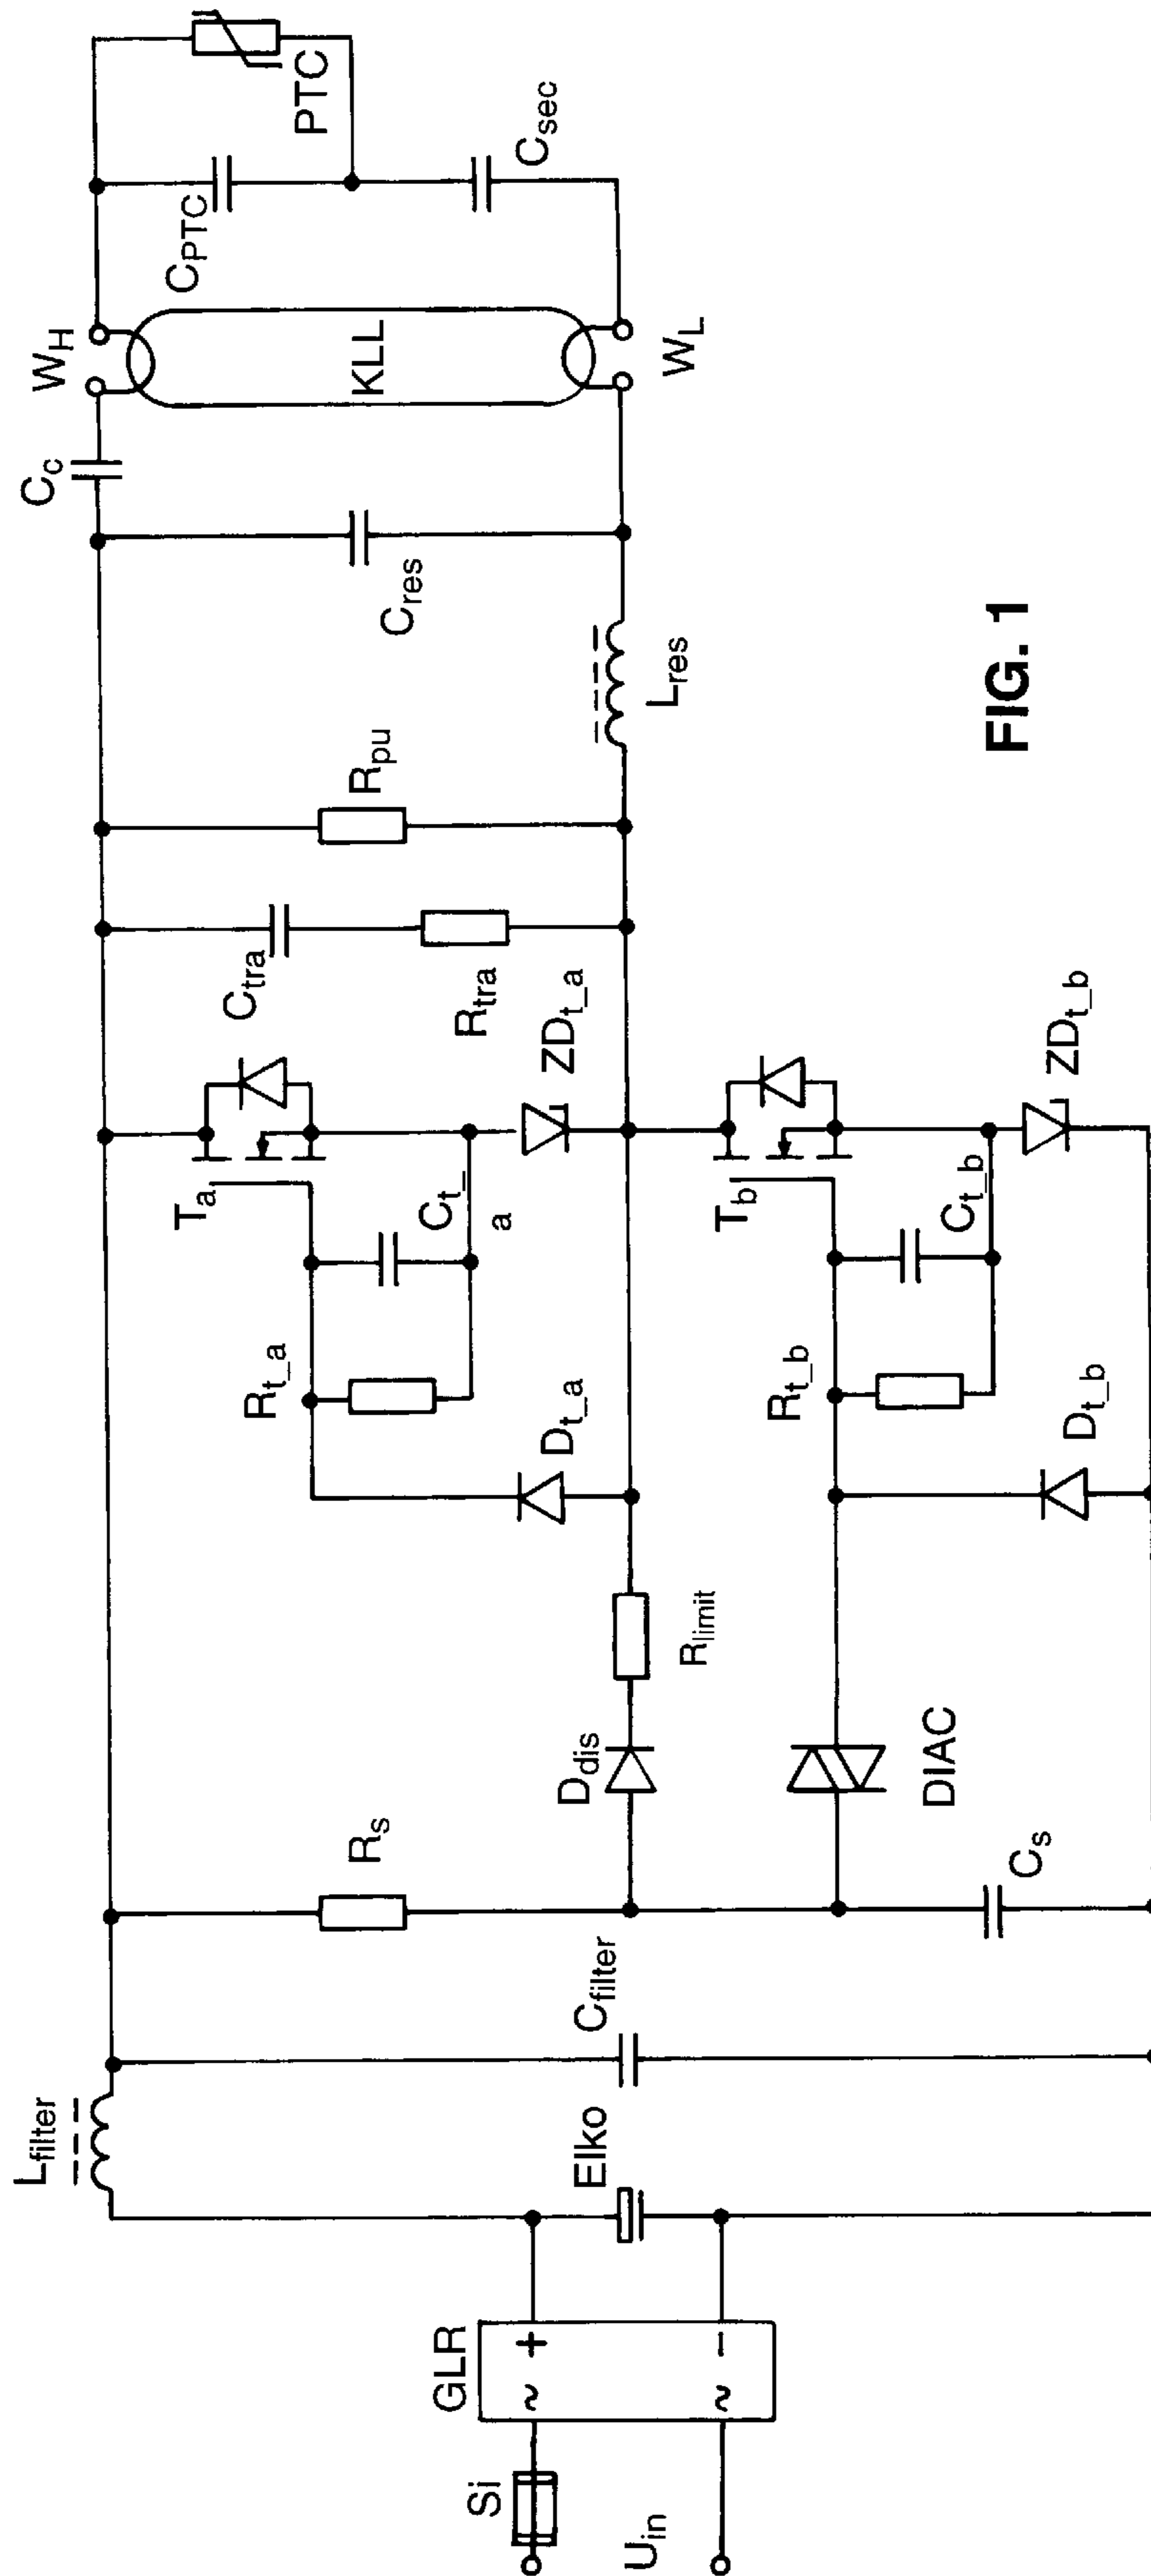 Si
U_in
GLR
~ +
~ −
Elko
L_filter
C_filter
R_s
C_s
D_dis
R_limit
DIAC
D_t_a
R_t_a
C_t_
a
T_a
ZD_t_a
D_t_b
R_t_b
C_t_b
T_b
ZD_t_b
C_tra
R_tra
R_pu
L_res
C_res
C_c
W_H
KLL
W_L
C_PTC
PTC
C_sec
FIG. 1